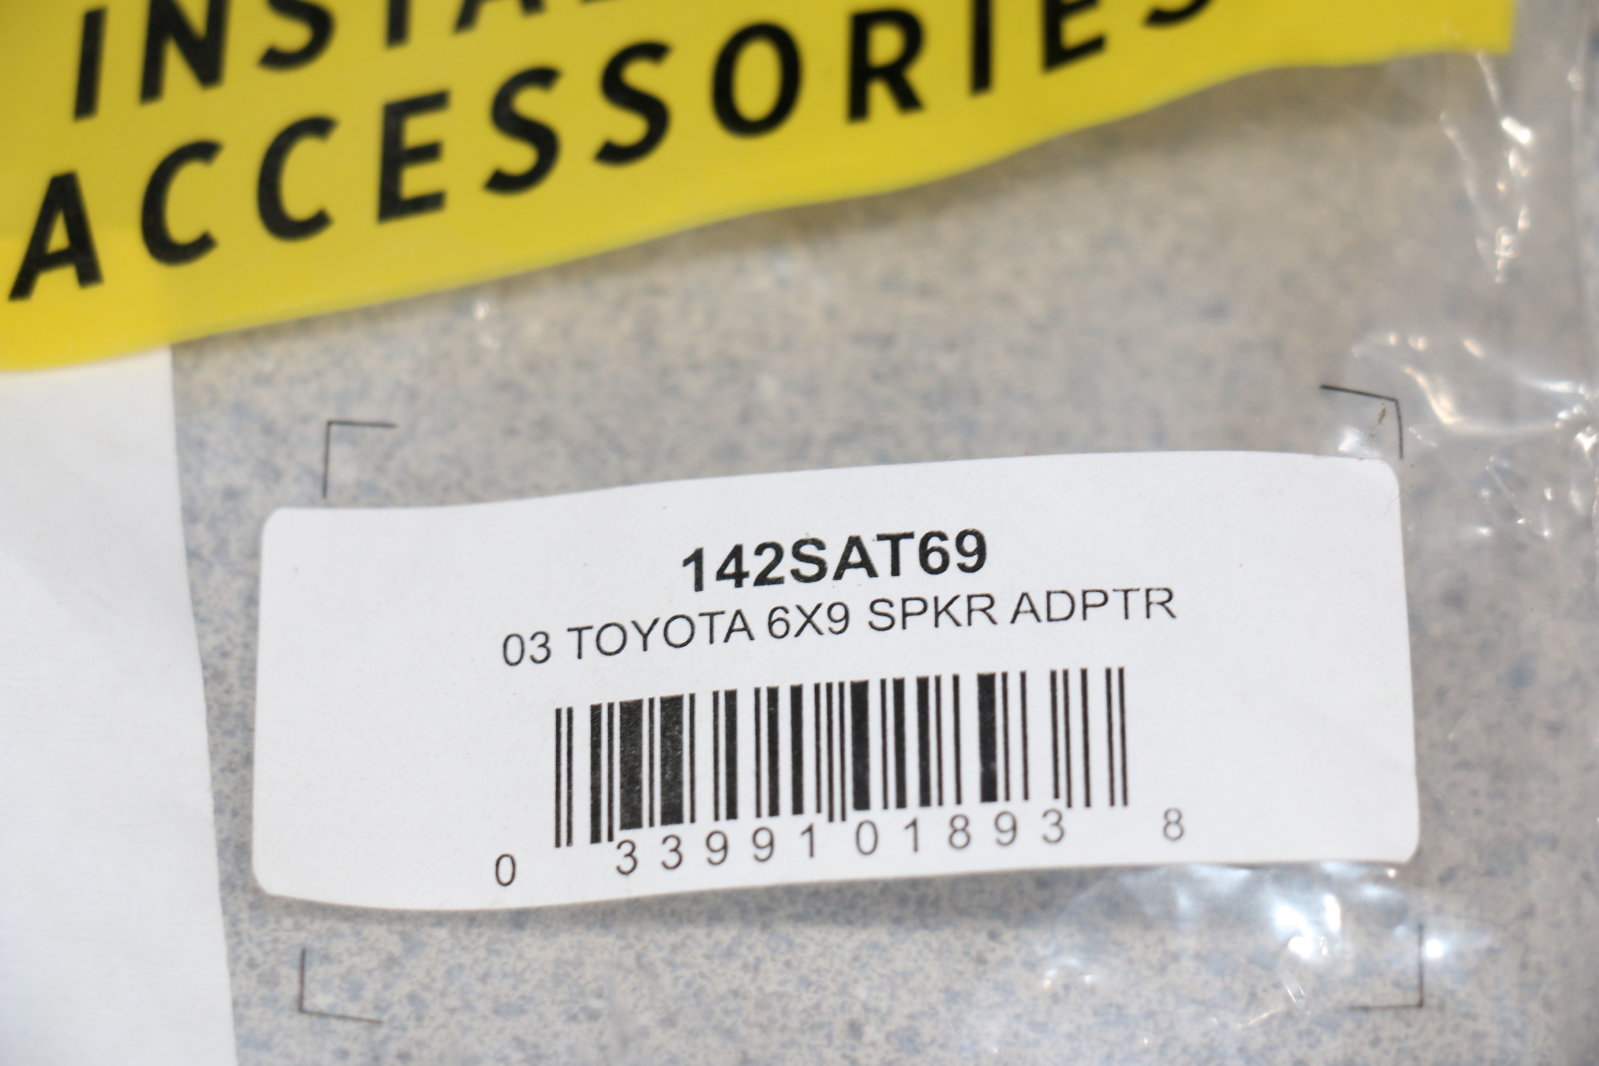 ACCESSORIES
142SAT69
03 TOYOTA 6X9 SPKR ADPTR
0 33991 01893 8